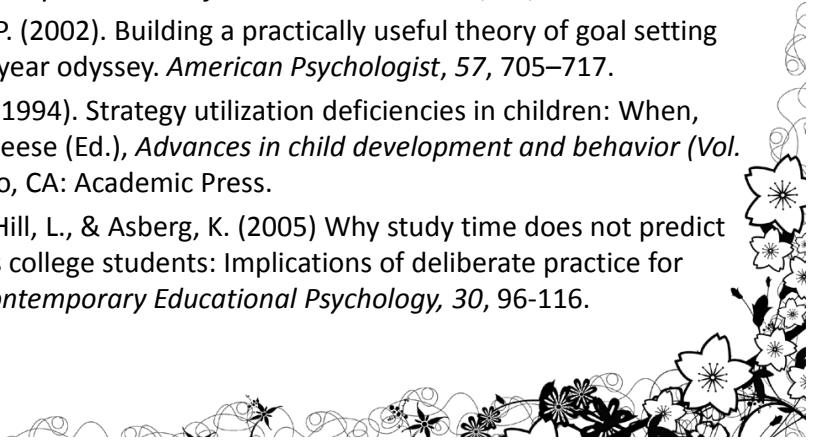 P. (2002). Building a practically useful theory of goal setting
year odyssey. American Psychologist, 57, 705–717.
1994). Strategy utilization deficiencies in children: When,
eese (Ed.), Advances in child development and behavior (Vol.
o, CA: Academic Press.
Hill, L., & Asberg, K. (2005) Why study time does not predict
s college students: Implications of deliberate practice for
ontemporary Educational Psychology, 30, 96-116.